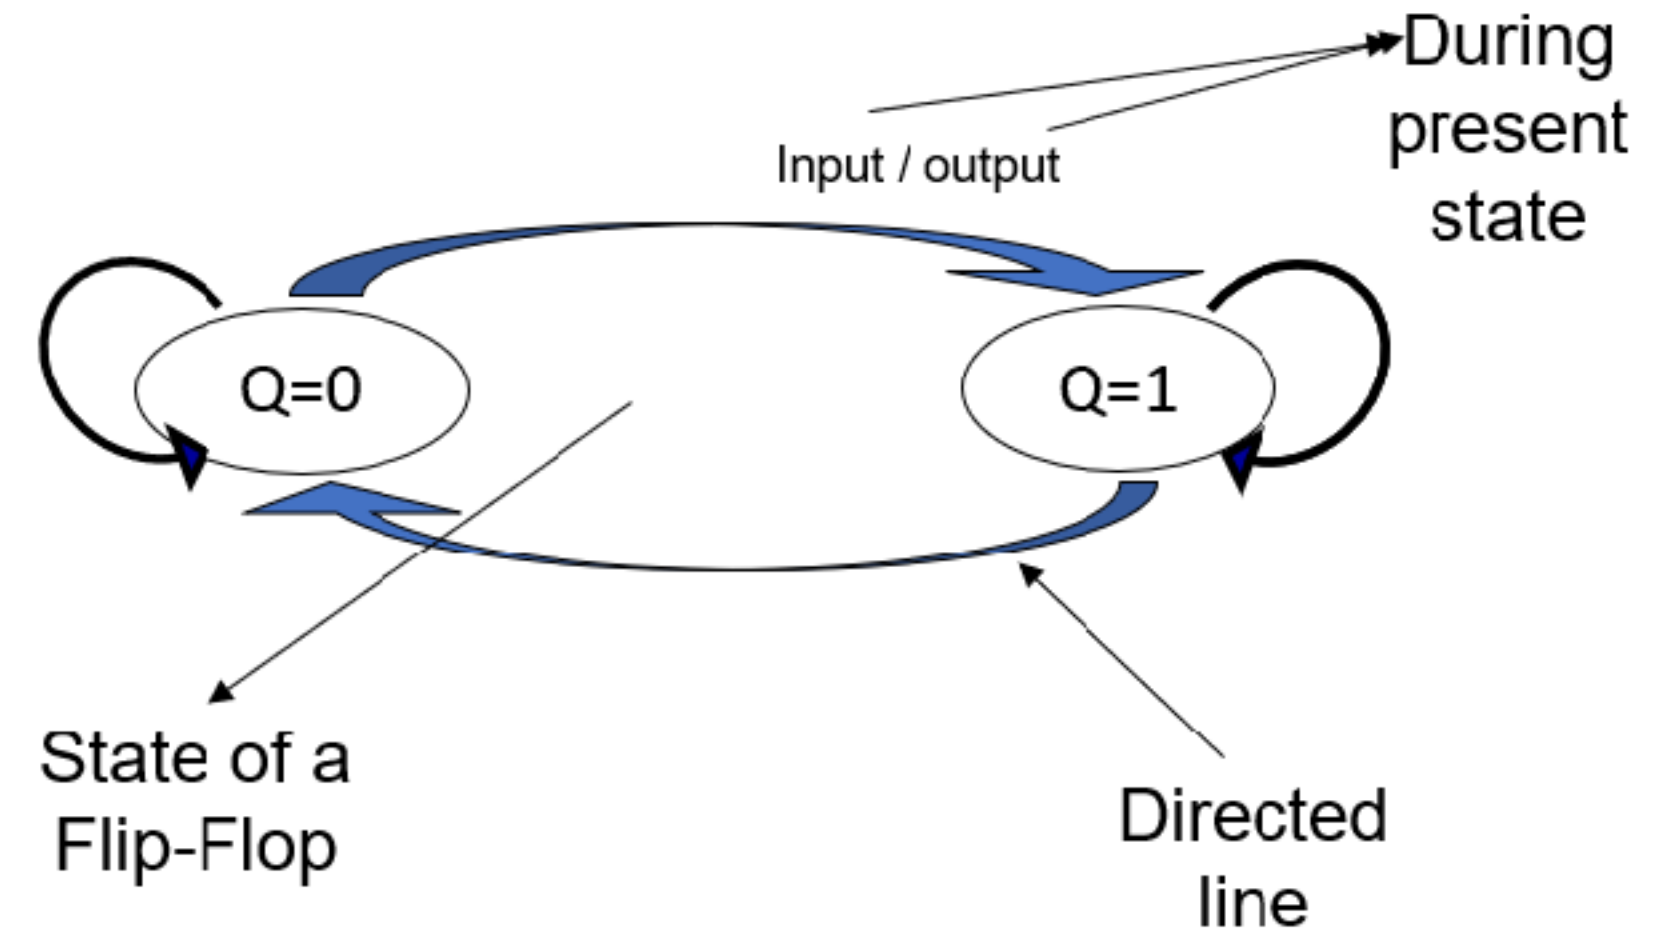 During
present
state
Input / output
Q=0
Q=1
State of a
Flip-Flop
Directed
line